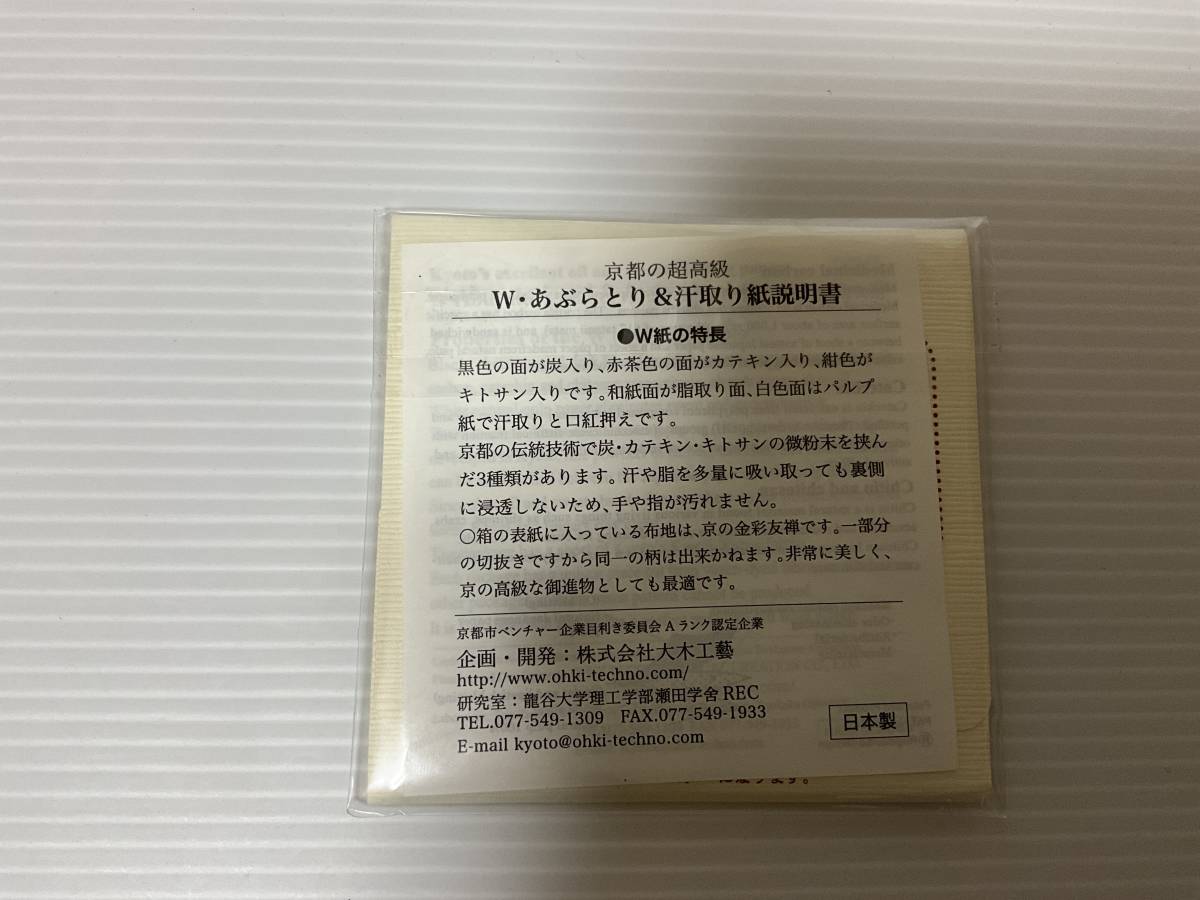 京都の超高級
W・あぶらとり&汗取り紙説明書
●W紙の特長
黒色の面が炭入り、赤茶色の面がカテキン入り、紺色が
キトサン入りです。和紙面が脂取り面、白色面はパルプ
紙で汗取りと口紅押えです。
京都の伝統技術で炭・カテキン・キトサンの微粉末を挟ん
だ3種類があります。汗や脂を多量に吸い取っても裏側
に浸透しないため、手や指が汚れません。
○箱の表紙に入っている布地は、京の金彩友禅です。一部分
の切抜きですから同一の柄は出来かねます。非常に美しく、
京の高級な御進物としても最適です。
京都市ベンチャー企業目利き委員会 A ランク認定企業
企画・開発：株式会社大木工藝
http://www.ohki-techno.com/
研究室：龍谷大学理工学部瀬田学舎 REC
TEL.077-549-1309 FAX.077-549-1933
E-mail kyoto@ohki-techno.com
日本製
ります。